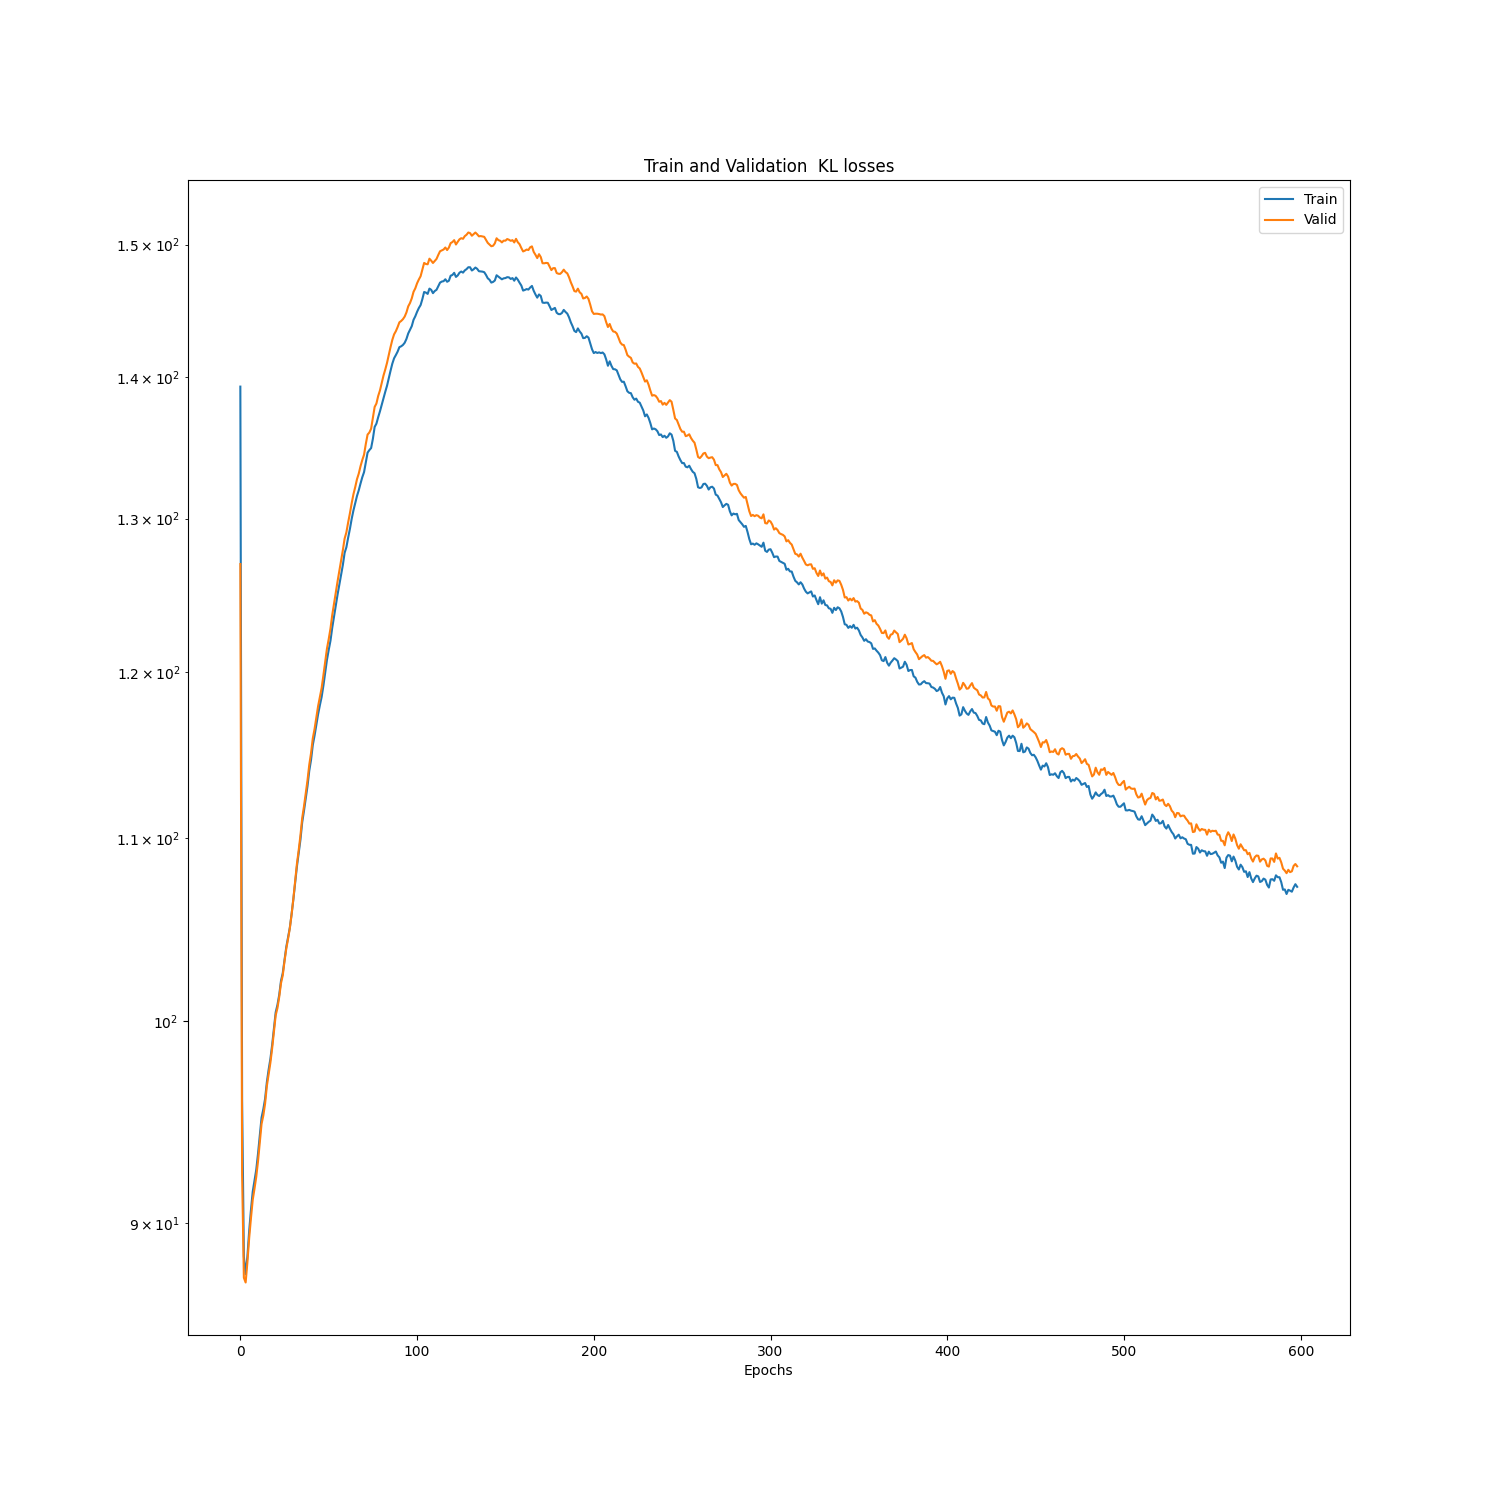 Train and Validation  KL losses
Train
Valid
1.5 × 10²
1.4 × 10²
1.3 × 10²
1.2 × 10²
1.1 × 10²
10²
9 × 10¹
0 100 200 300 400 500 600
Epochs